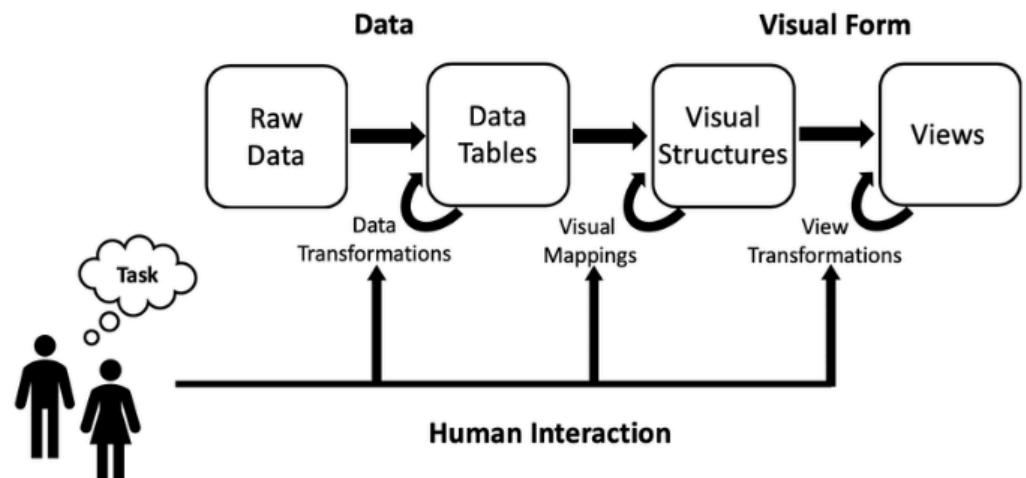 Data
Visual Form
Raw
Data
Data
Tables
Visual
Structures
Views
Data
Transformations
Visual
Mappings
View
Transformations
Task
Human Interaction